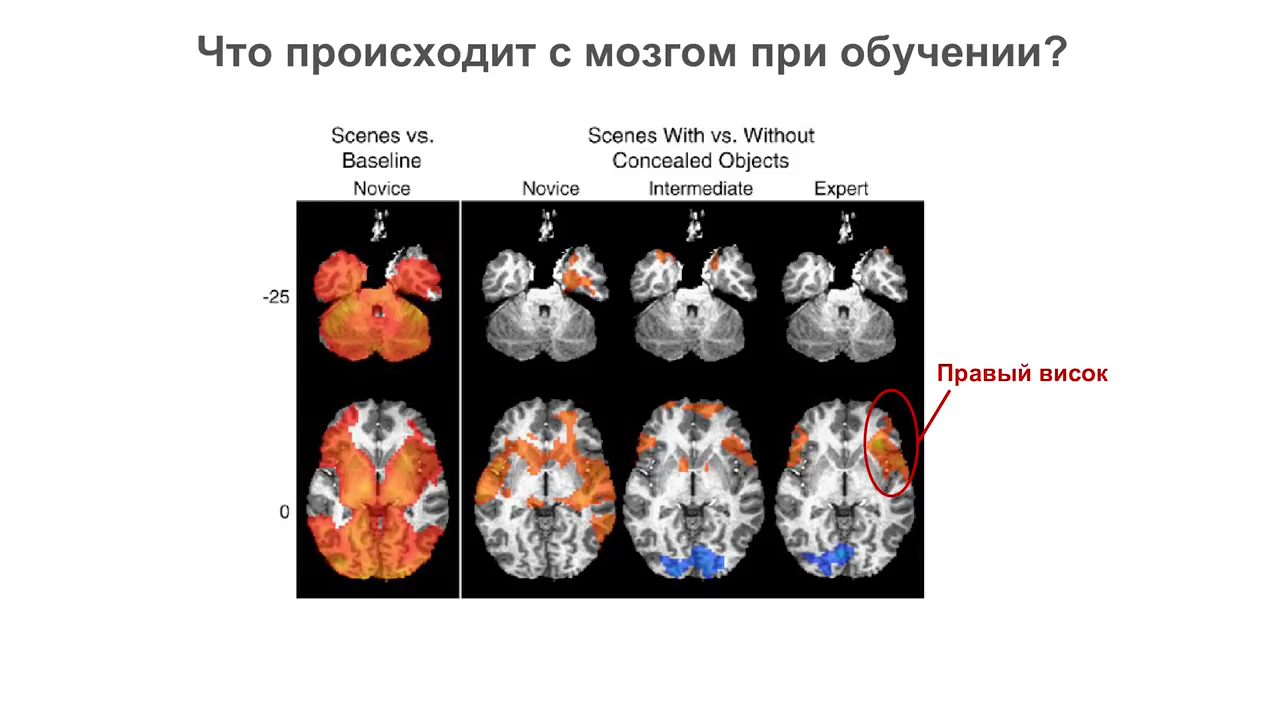 Что происходит с мозгом при обучении?
Scenes vs.
Baseline
Novice
Scenes With vs. Without
Concealed Objects
Novice
Intermediate
Expert
-25
0
Правый висок